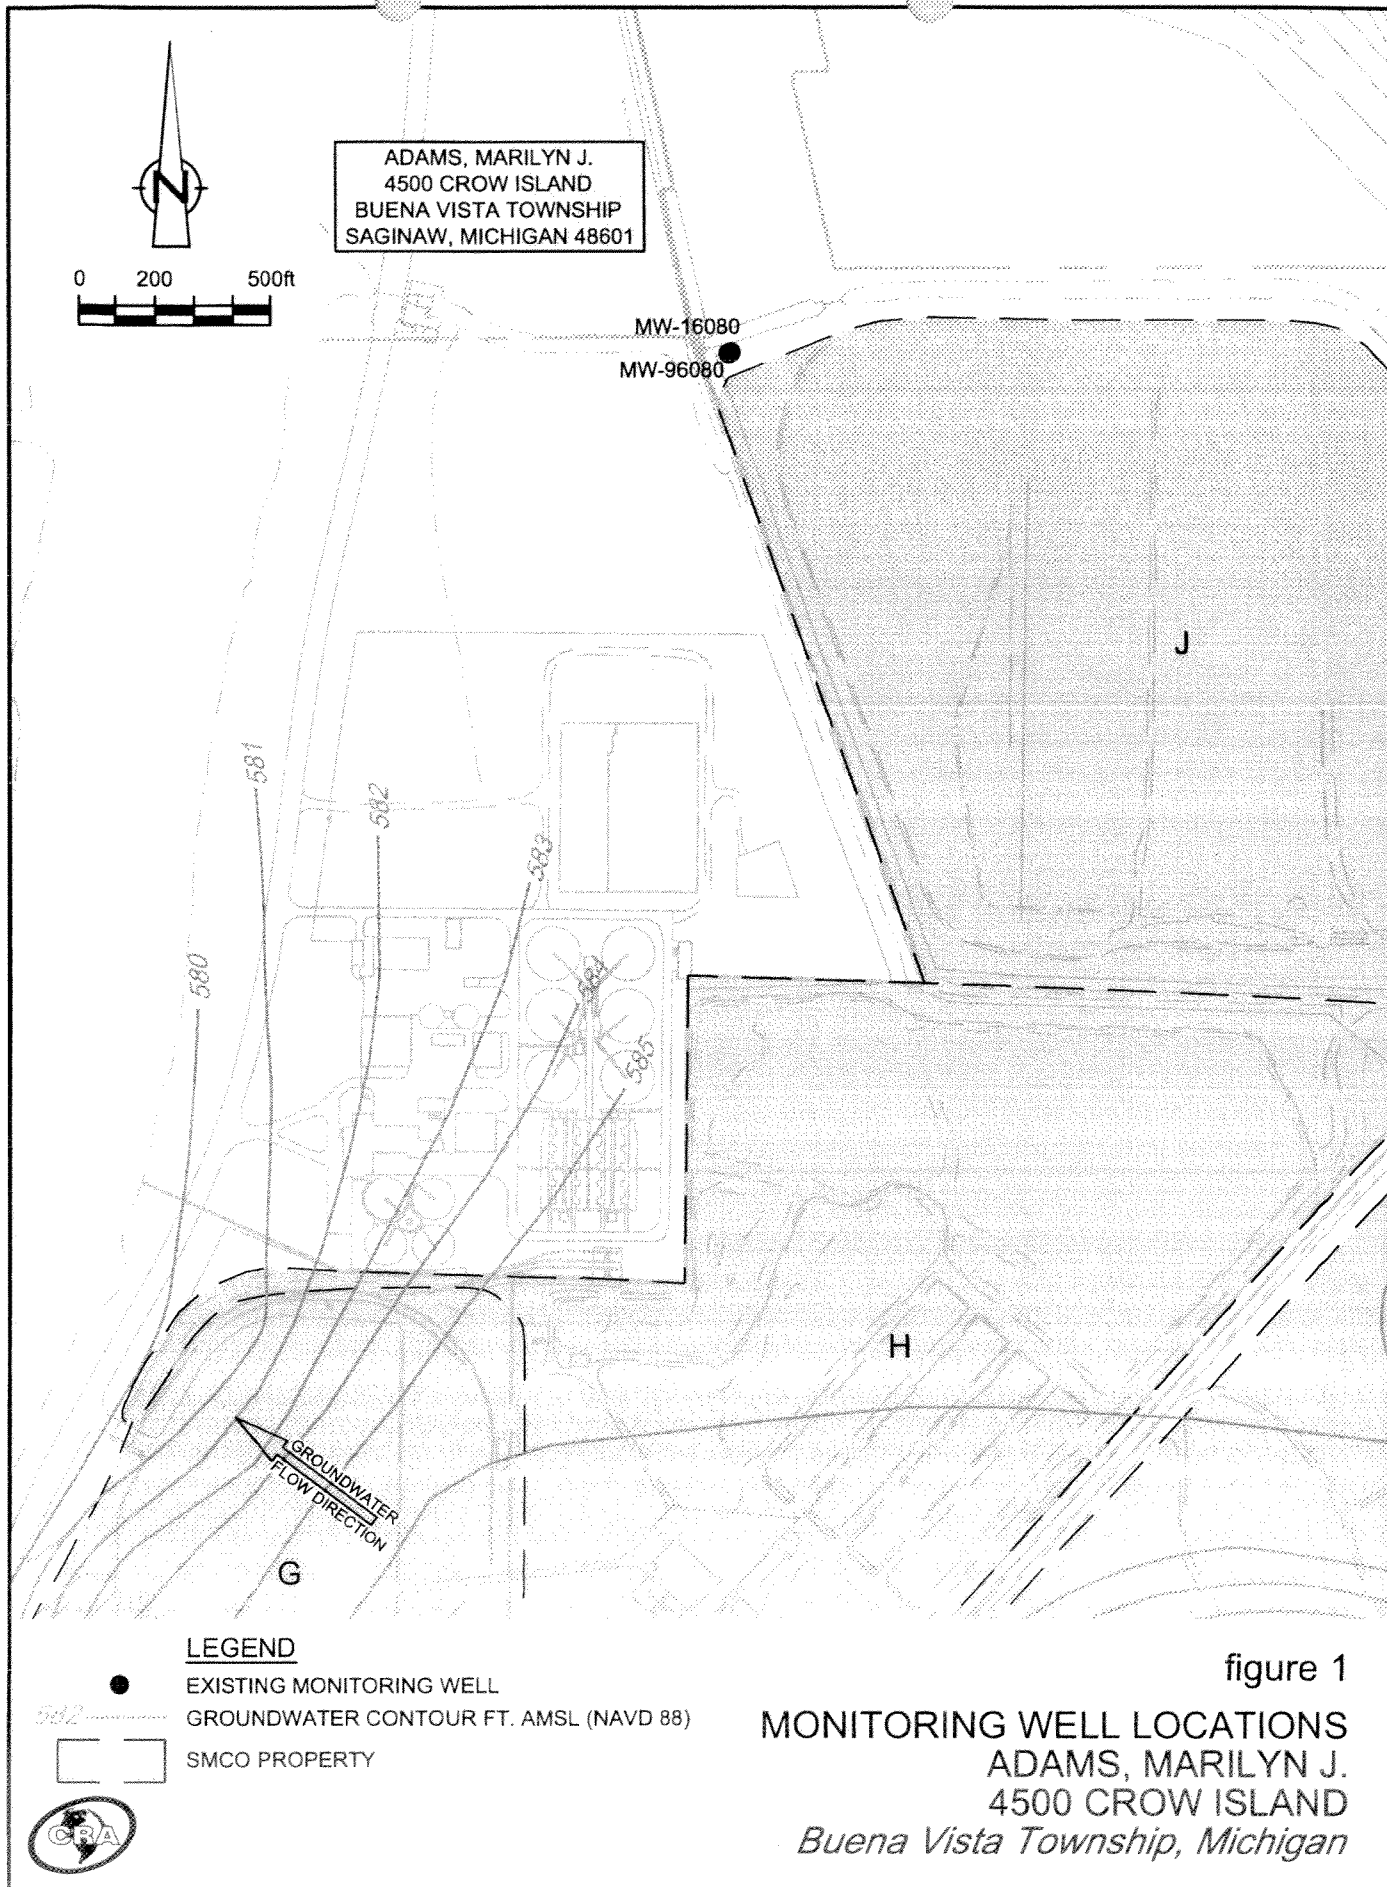 N
ADAMS, MARILYN J.
4500 CROW ISLAND
BUENA VISTA TOWNSHIP
SAGINAW, MICHIGAN 48601
0 200 500ft
MW-16080
MW-96080
J
581
582
583
580
584
585
H
GROUNDWATER
FLOW DIRECTION
G
LEGEND
EXISTING MONITORING WELL
582 GROUNDWATER CONTOUR FT. AMSL (NAVD 88)
SMCO PROPERTY
CRA
figure 1
MONITORING WELL LOCATIONS
ADAMS, MARILYN J.
4500 CROW ISLAND
Buena Vista Township, Michigan